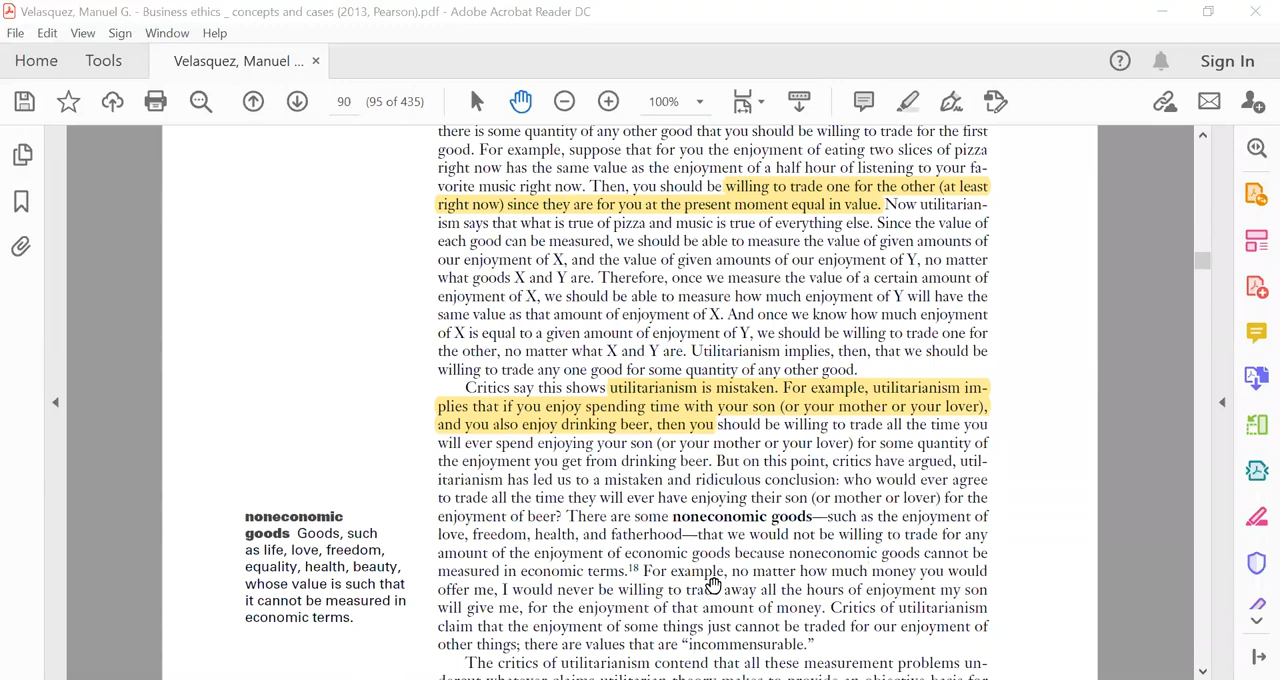 Velasquez, Manuel G. - Business ethics _ concepts and cases (2013, Pearson).pdf - Adobe Acrobat Reader DC
File Edit View Sign Window Help
Home Tools Velasquez, Manuel ... × Sign In
90 (95 of 435) 100%
there is some quantity of any other good that you should be willing to trade for the first
good. For example, suppose that for you the enjoyment of eating two slices of pizza
right now has the same value as the enjoyment of a half hour of listening to your fa-
vorite music right now. Then, you should be willing to trade one for the other (at least
right now) since they are for you at the present moment equal in value. Now utilitarian-
ism says that what is true of pizza and music is true of everything else. Since the value of
each good can be measured, we should be able to measure the value of given amounts of
our enjoyment of X, and the value of given amounts of our enjoyment of Y, no matter
what goods X and Y are. Therefore, once we measure the value of a certain amount of
enjoyment of X, we should be able to measure how much enjoyment of Y will have the
same value as that amount of enjoyment of X. And once we know how much enjoyment
of X is equal to a given amount of enjoyment of Y, we should be willing to trade one for
the other, no matter what X and Y are. Utilitarianism implies, then, that we should be
willing to trade any one good for some quantity of any other good.
Critics say this shows utilitarianism is mistaken. For example, utilitarianism im-
plies that if you enjoy spending time with your son (or your mother or your lover),
and you also enjoy drinking beer, then you should be willing to trade all the time you
will ever spend enjoying your son (or your mother or your lover) for some quantity of
the enjoyment you get from drinking beer. But on this point, critics have argued, util-
itarianism has led us to a mistaken and ridiculous conclusion: who would ever agree
to trade all the time they will ever have enjoying their son (or mother or lover) for the
enjoyment of beer? There are some noneconomic goods—such as the enjoyment of
love, freedom, health, and fatherhood—that we would not be willing to trade for any
amount of the enjoyment of economic goods because noneconomic goods cannot be
measured in economic terms.18 For example, no matter how much money you would
offer me, I would never be willing to trade away all the hours of enjoyment my son
will give me, for the enjoyment of that amount of money. Critics of utilitarianism
claim that the enjoyment of some things just cannot be traded for our enjoyment of
other things; there are values that are “incommensurable.”
The critics of utilitarianism contend that all these measurement problems un-
dercut whatever claims utilitarian theory makes to provide an objective basis for
noneconomic
goods Goods, such
as life, love, freedom,
equality, health, beauty,
whose value is such that
it cannot be measured in
economic terms.